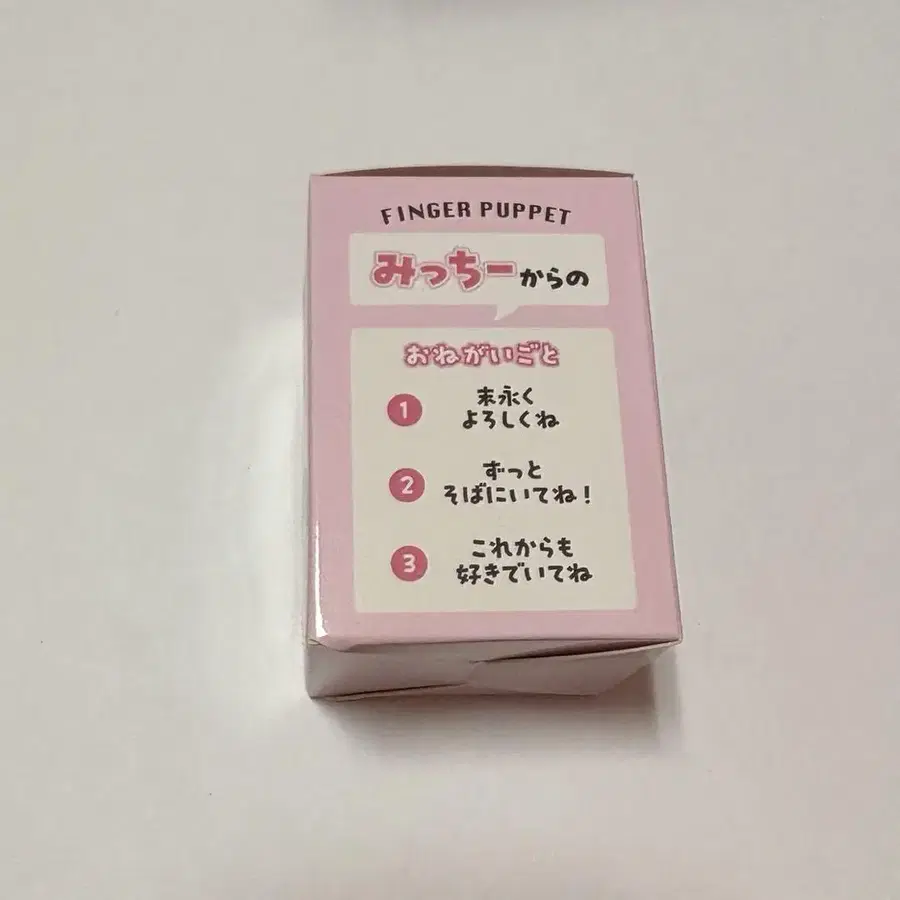 FINGER PUPPET
みっちーからの
おねがいごと
1 末永く
よろしくね
2 ずっと
そばにいてね！
3 これからも
好きでいてね